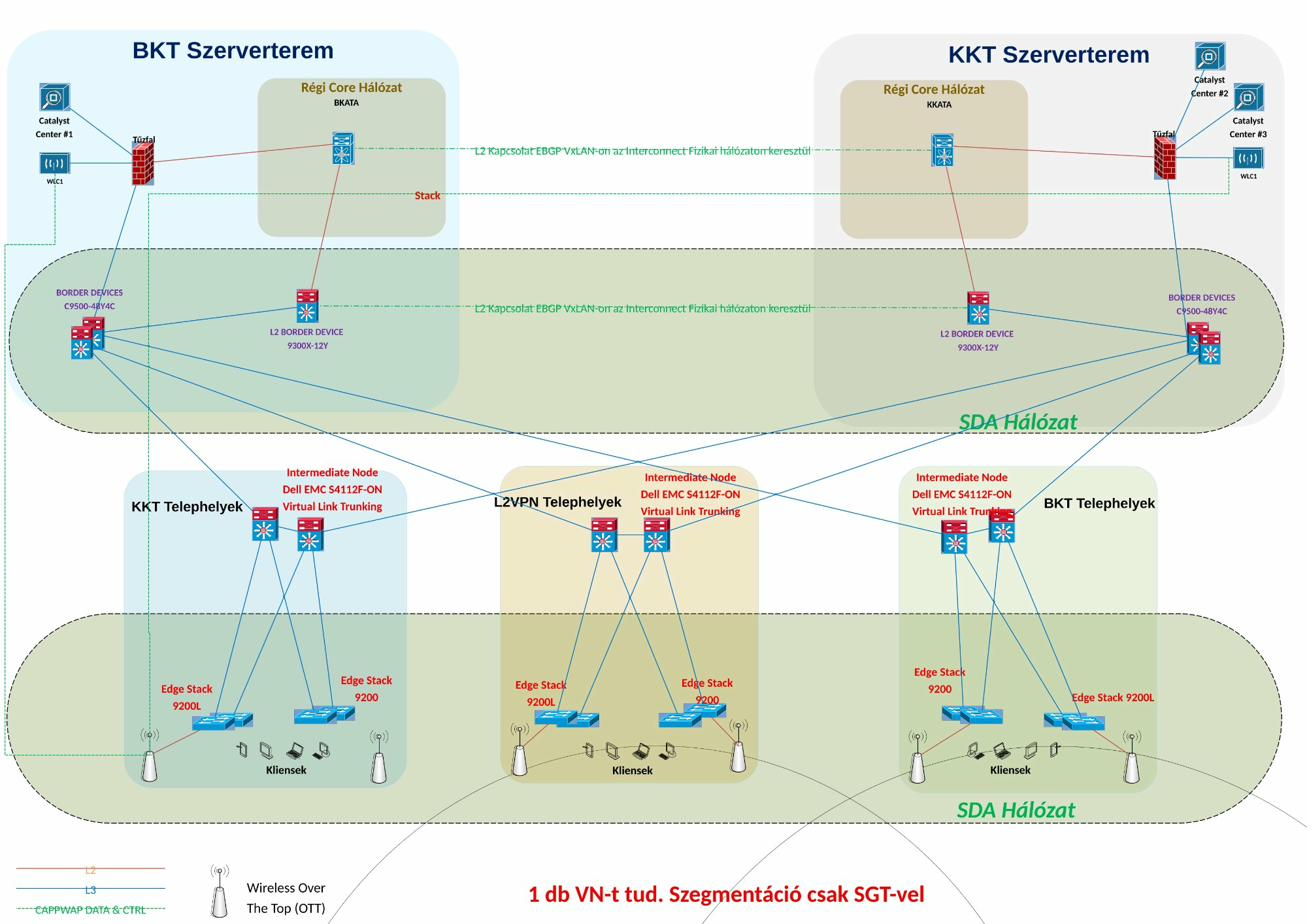 BKT Szerverterem
KKT Szerverterem
Régi Core Hálózat
BKATA
Régi Core Hálózat
KKATA
Catalyst
Center #1
WLC1
Tűzfal
Catalyst
Center #2
Catalyst
Center #3
Tűzfal
WLC1
L2 Kapcsolat EBGP VxLAN-on az Interconnect Fizikai hálózaton keresztül
Stack
BORDER DEVICES
C9500-48Y4C
L2 BORDER DEVICE
9300X-12Y
L2 Kapcsolat EBGP VxLAN-on az Interconnect Fizikai hálózaton keresztül
L2 BORDER DEVICE
9300X-12Y
BORDER DEVICES
C9500-48Y4C
SDA Hálózat
KKT Telephelyek
Intermediate Node
Dell EMC S4112F-ON
Virtual Link Trunking
L2VPN Telephelyek
Intermediate Node
Dell EMC S4112F-ON
Virtual Link Trunking
Intermediate Node
Dell EMC S4112F-ON
Virtual Link Trunking
BKT Telephelyek
Edge Stack
9200L
Edge Stack
9200
Kliensek
Edge Stack
9200L
Edge Stack
9200
Kliensek
Edge Stack
9200
Edge Stack 9200L
Kliensek
SDA Hálózat
L2
L3
CAPPWAP DATA & CTRL
Wireless Over
The Top (OTT)
1 db VN-t tud. Szegmentáció csak SGT-vel